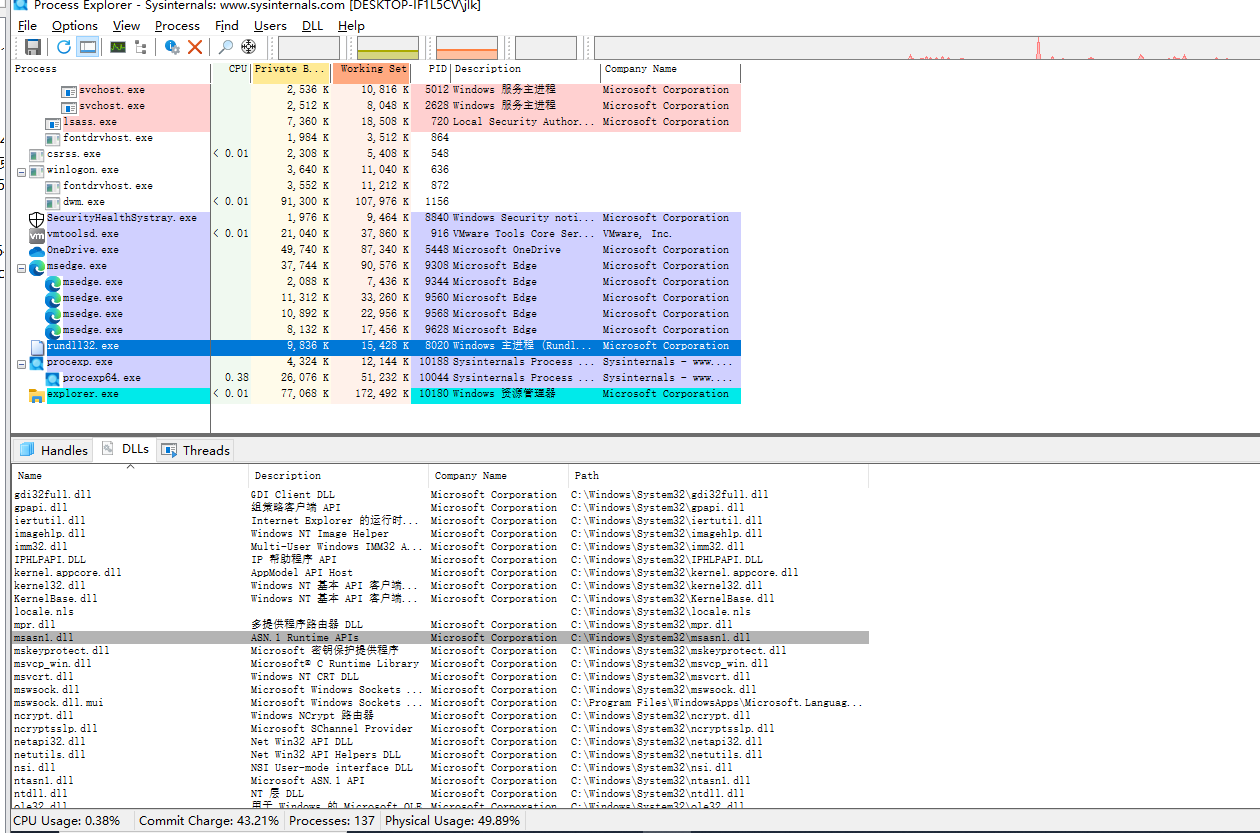 Process Explorer - Sysinternals: www.sysinternals.com [DESKTOP-IF1L5CV\jlk]
File Options View Process Find Users DLL Help
Process CPU Private B... Working Set PID Description Company Name
svchost.exe 2,536 K 10,816 K 5012 Windows 服务主进程 Microsoft Corporation
svchost.exe 2,512 K 8,048 K 2628 Windows 服务主进程 Microsoft Corporation
lsass.exe 7,360 K 18,508 K 720 Local Security Author... Microsoft Corporation
fontdrvhost.exe 1,984 K 3,512 K 864
csrss.exe < 0.01 2,308 K 5,408 K 548
winlogon.exe 3,640 K 11,040 K 636
fontdrvhost.exe 3,552 K 11,212 K 872
dwm.exe < 0.01 91,300 K 107,976 K 1156
SecurityHealthSystray.exe 1,976 K 9,464 K 8840 Windows Security noti... Microsoft Corporation
vmtoolsd.exe < 0.01 21,040 K 37,860 K 916 VMware Tools Core Ser... VMware, Inc.
OneDrive.exe 49,740 K 87,340 K 5448 Microsoft OneDrive Microsoft Corporation
msedge.exe 37,744 K 90,576 K 9308 Microsoft Edge Microsoft Corporation
msedge.exe 2,088 K 7,436 K 9344 Microsoft Edge Microsoft Corporation
msedge.exe 11,312 K 33,260 K 9560 Microsoft Edge Microsoft Corporation
msedge.exe 10,892 K 22,956 K 9568 Microsoft Edge Microsoft Corporation
msedge.exe 8,132 K 17,456 K 9628 Microsoft Edge Microsoft Corporation
rundll32.exe 9,836 K 15,428 K 8020 Windows 主进程 (Rundl... Microsoft Corporation
procexp.exe 4,324 K 12,144 K 10188 Sysinternals Process ... Sysinternals - www....
procexp64.exe 0.38 26,076 K 51,232 K 10044 Sysinternals Process ... Sysinternals - www....
explorer.exe < 0.01 77,068 K 172,492 K 10180 Windows 资源管理器 Microsoft Corporation
Handles DLLs Threads
Name Description Company Name Path
gdi32full.dll GDI Client DLL Microsoft Corporation C:\Windows\System32\gdi32full.dll
gpapi.dll 组策略客户端 API Microsoft Corporation C:\Windows\System32\gpapi.dll
iertutil.dll Internet Explorer 的运行时... Microsoft Corporation C:\Windows\System32\iertutil.dll
imagehlp.dll Windows NT Image Helper Microsoft Corporation C:\Windows\System32\imagehlp.dll
imm32.dll Multi-User Windows IMM32 A... Microsoft Corporation C:\Windows\System32\imm32.dll
IPHLPAPI.DLL IP 帮助程序 API Microsoft Corporation C:\Windows\System32\IPHLPAPI.DLL
kernel.appcore.dll AppModel API Host Microsoft Corporation C:\Windows\System32\kernel.appcore.dll
kernel32.dll Windows NT 基本 API 客户端... Microsoft Corporation C:\Windows\System32\kernel32.dll
KernelBase.dll Windows NT 基本 API 客户端... Microsoft Corporation C:\Windows\System32\KernelBase.dll
locale.nls C:\Windows\System32\locale.nls
mpr.dll 多提供程序路由器 DLL Microsoft Corporation C:\Windows\System32\mpr.dll
msasn1.dll ASN.1 Runtime APIs Microsoft Corporation C:\Windows\System32\msasn1.dll
mskeyprotect.dll Microsoft 密钥保护提供程序 Microsoft Corporation C:\Windows\System32\mskeyprotect.dll
msvcp_win.dll Microsoft® C Runtime Library Microsoft Corporation C:\Windows\System32\msvcp_win.dll
msvcrt.dll Windows NT CRT DLL Microsoft Corporation C:\Windows\System32\msvcrt.dll
mswsock.dll Microsoft Windows Sockets ... Microsoft Corporation C:\Windows\System32\mswsock.dll
mswsock.dll.mui Microsoft Windows Sockets ... Microsoft Corporation C:\Program Files\WindowsApps\Microsoft.Languag...
ncrypt.dll Windows NCrypt 路由器 Microsoft Corporation C:\Windows\System32\ncrypt.dll
ncryptsslp.dll Microsoft SChannel Provider Microsoft Corporation C:\Windows\System32\ncryptsslp.dll
netapi32.dll Net Win32 API DLL Microsoft Corporation C:\Windows\System32\netapi32.dll
netutils.dll Net Win32 API Helpers DLL Microsoft Corporation C:\Windows\System32\netutils.dll
nsi.dll NSI User-mode interface DLL Microsoft Corporation C:\Windows\System32\nsi.dll
ntasn1.dll Microsoft ASN.1 API Microsoft Corporation C:\Windows\System32\ntasn1.dll
ntdll.dll NT 层 DLL Microsoft Corporation C:\Windows\System32\ntdll.dll
ole32.dll 用于 Windows 的 Microsoft OLE Microsoft Corporation C:\Windows\System32\ole32.dll
CPU Usage: 0.38% Commit Charge: 43.21% Processes: 137 Physical Usage: 49.89%